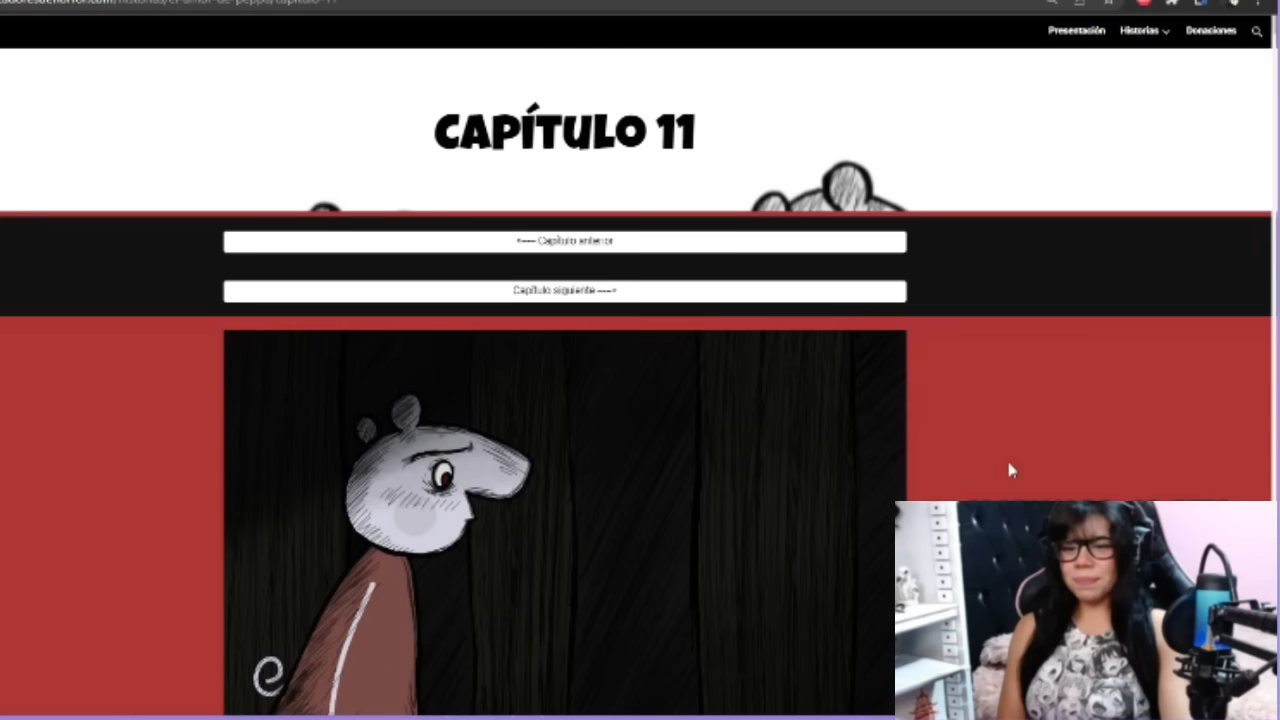 Presentación Historias Donaciones
CAPÍTULO 11
<---- Capítulo anterior
Capítulo siguiente ---->